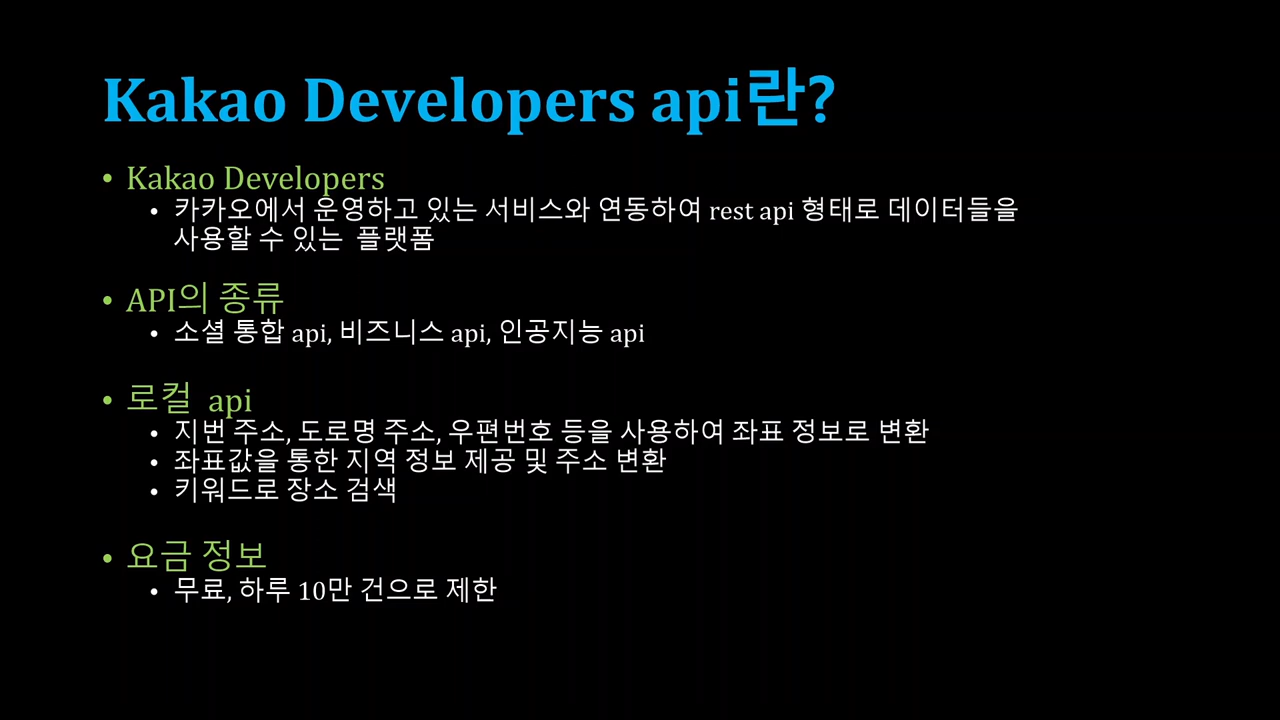 Kakao Developers api란?
• Kakao Developers
• 카카오에서 운영하고 있는 서비스와 연동하여 rest api 형태로 데이터들을
사용할 수 있는 플랫폼
• API의 종류
• 소셜 통합 api, 비즈니스 api, 인공지능 api
• 로컬 api
• 지번 주소, 도로명 주소, 우편번호 등을 사용하여 좌표 정보로 변환
• 좌표값을 통한 지역 정보 제공 및 주소 변환
• 키워드로 장소 검색
• 요금 정보
• 무료, 하루 10만 건으로 제한